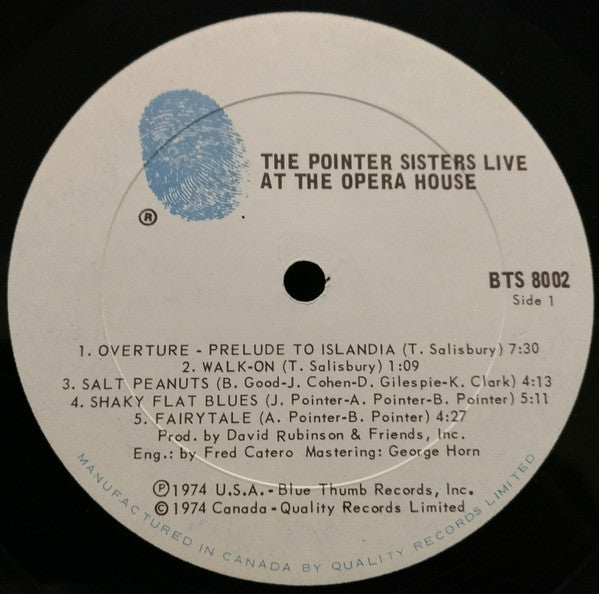 ®
THE POINTER SISTERS LIVE
AT THE OPERA HOUSE
BTS 8002
Side 1
1. OVERTURE - PRELUDE TO ISLANDIA (T. Salisbury) 7:30
2. WALK-ON (T. Salisbury) 1:09
3. SALT PEANUTS (B. Good-J. Cohen-D. Gillespie-K. Clark) 4:13
4. SHAKY FLAT BLUES (J. Pointer-A. Pointer-B. Pointer) 5:11
5. FAIRYTALE (A. Pointer-B. Pointer) 4:27
Prod. by David Rubinson & Friends, Inc.
Eng.: by Fred Catero Mastering: George Horn
℗1974 U.S.A.-Blue Thumb Records, Inc.
©1974 Canada-Quality Records Limited
MANUFACTURED IN CANADA BY QUALITY RECORDS LIMITED